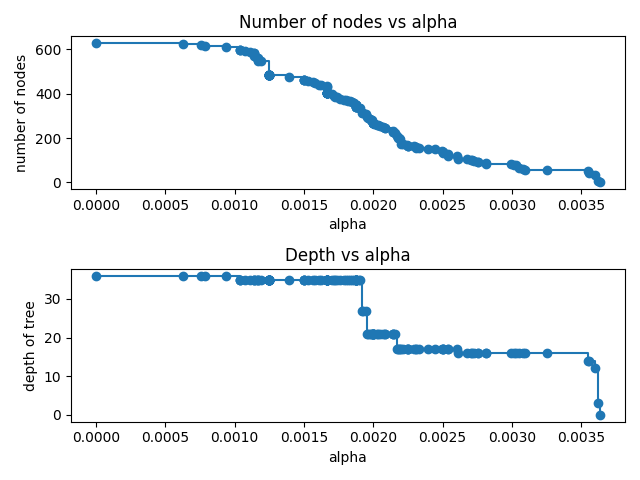 Number of nodes vs alpha
number of nodes
600
400
200
0
0.0000 0.0005 0.0010 0.0015 0.0020 0.0025 0.0030 0.0035
alpha
Depth vs alpha
depth of tree
30
20
10
0
0.0000 0.0005 0.0010 0.0015 0.0020 0.0025 0.0030 0.0035
alpha